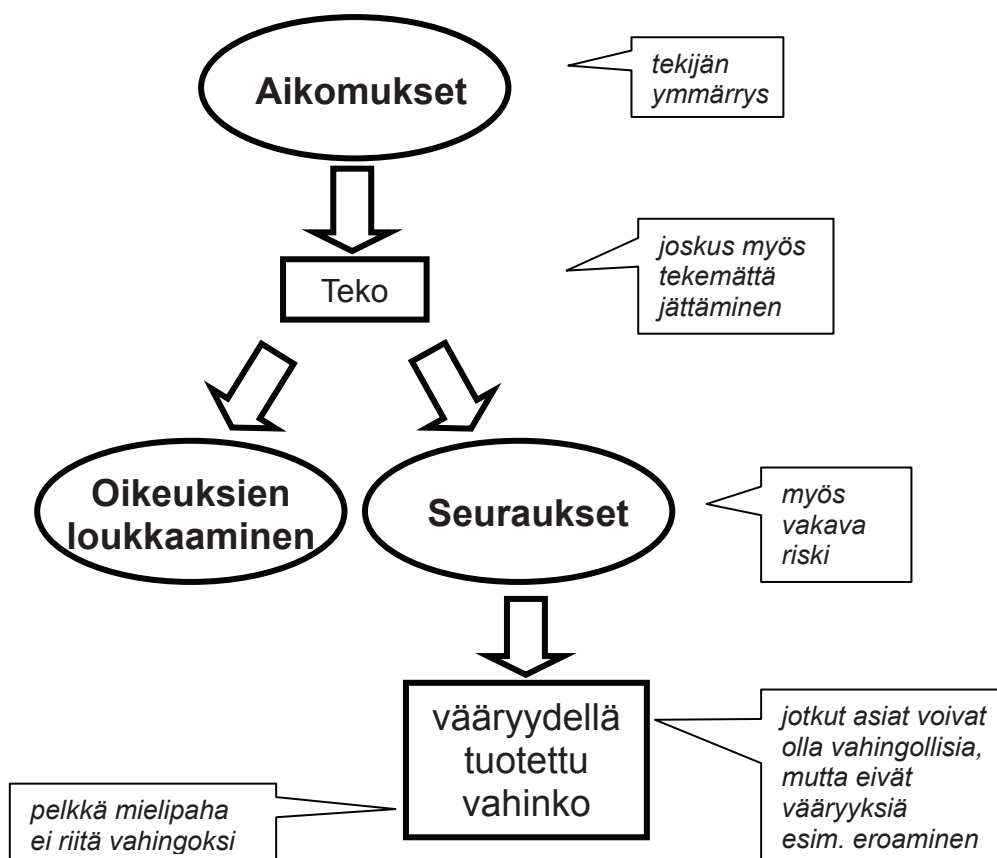 Aikomukset
tekijän
ymmärrys
Teko
joskus myös
tekemättä
jättäminen
Oikeuksien
loukkaaminen
Seuraukset
myös
vakava
riski
vääryydellä
tuotettu
vahinko
jotkut asiat voivat
olla vahingollisia,
mutta eivät
vääryyksiä
esim. eroaminen
pelkkä mielipaha
ei riitä vahingoksi